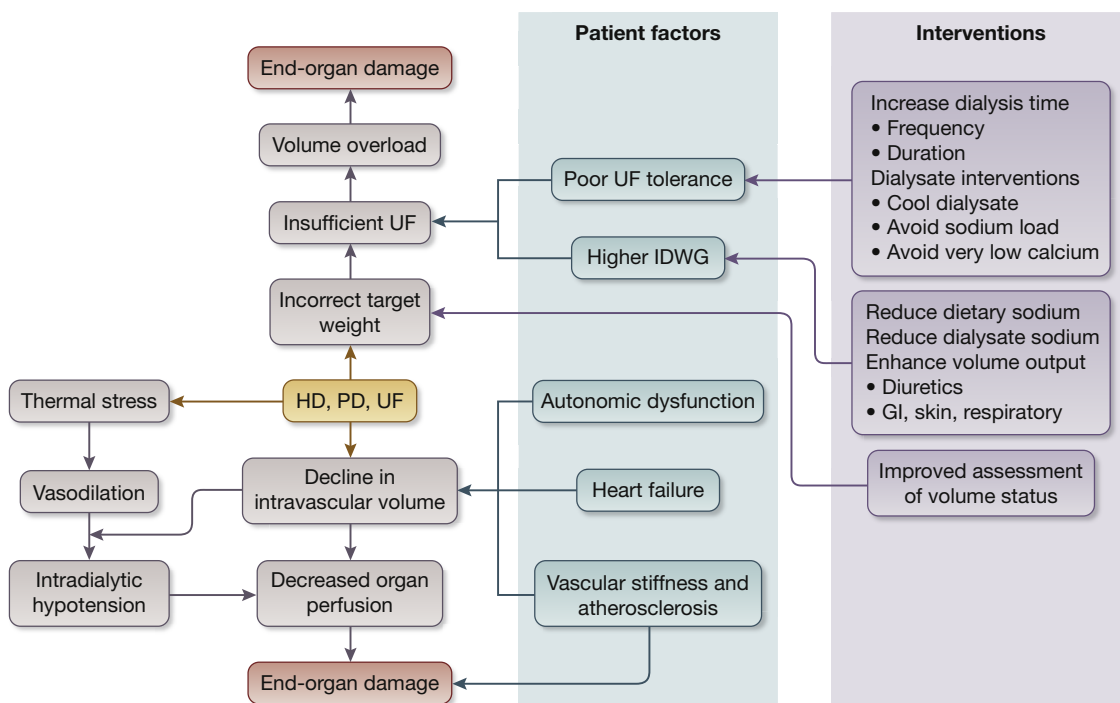 Patient factors
Interventions
End-organ damage
Volume overload
Insufficient UF
Incorrect target
weight
HD, PD, UF
Thermal stress
Vasodilation
Decline in
intravascular volume
Intradialytic
hypotension
Decreased organ
perfusion
End-organ damage
Poor UF tolerance
Higher IDWG
Autonomic dysfunction
Heart failure
Vascular stiffness and
atherosclerosis
Increase dialysis time
• Frequency
• Duration
Dialysate interventions
• Cool dialysate
• Avoid sodium load
• Avoid very low calcium
Reduce dietary sodium
Reduce dialysate sodium
Enhance volume output
• Diuretics
• GI, skin, respiratory
Improved assessment
of volume status